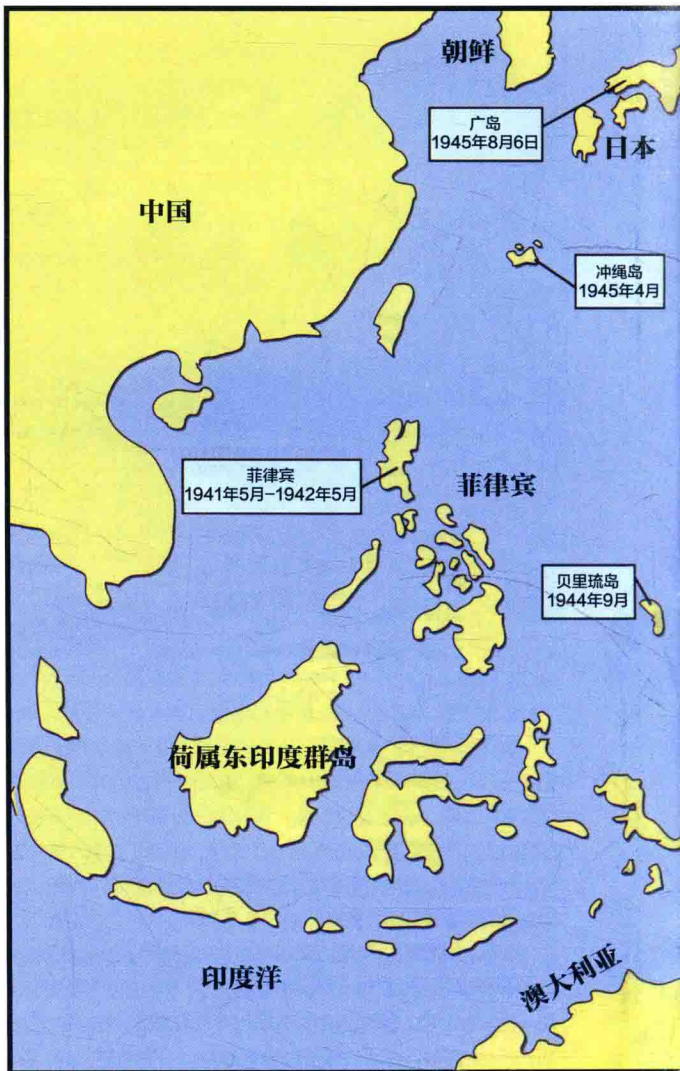 朝鲜
广岛
1945年8月6日
日本
中国
冲绳岛
1945年4月
菲律宾
1941年5月–1942年5月
菲律宾
贝里琉岛
1944年9月
荷属东印度群岛
印度洋
澳大利亚